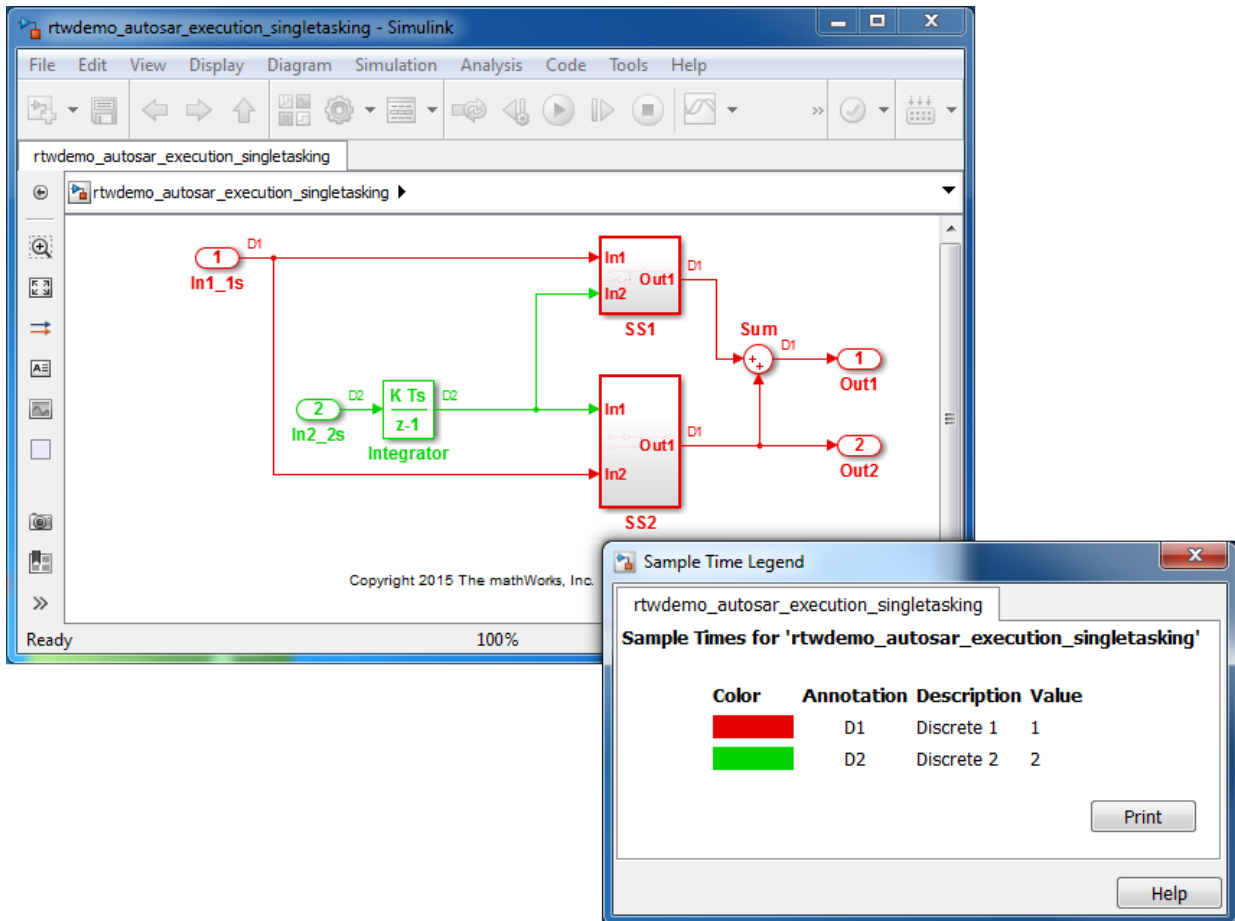 rtwdemo_autosar_execution_singletasking - Simulink
File Edit View Display Diagram Simulation Analysis Code Tools Help
rtwdemo_autosar_execution_singletasking
rtwdemo_autosar_execution_singletasking
1
D1
In1_1s
In1
In2
Out1
D1
SS1
Sum
D1
1
Out1
2
D2
In2_2s
K Ts
z-1
D2
Integrator
In1
In2
Out1
D1
SS2
2
Out2
Copyright 2015 The mathWorks, Inc.
Ready 100%
Sample Time Legend
rtwdemo_autosar_execution_singletasking
Sample Times for 'rtwdemo_autosar_execution_singletasking'
Color Annotation Description Value
D1 Discrete 1 1
D2 Discrete 2 2
Print
Help